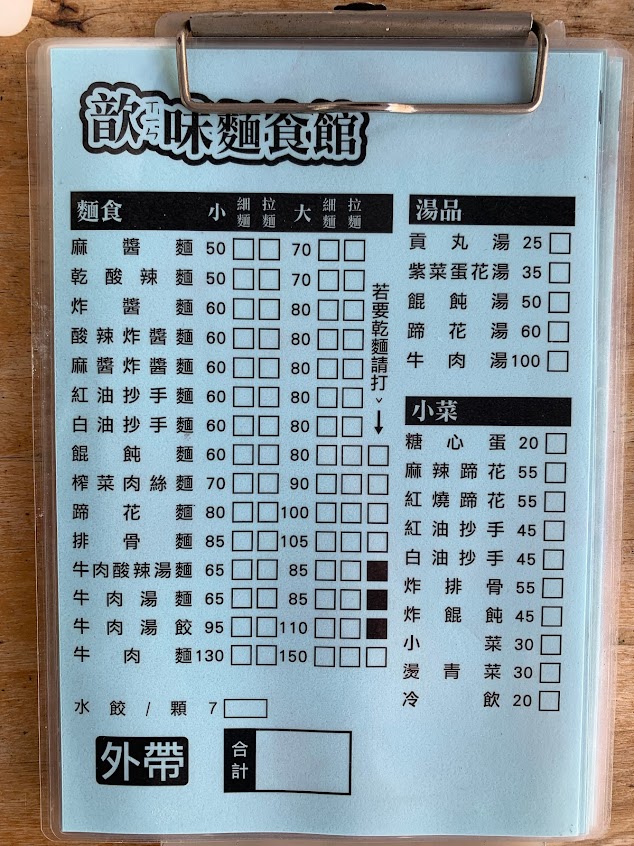 歆味麵食館
麵食 小 細麵 拉麵 大 細麵 拉麵
麻醬麵 50 70
乾酸辣麵 50 70
炸醬麵 60 80
酸辣炸醬麵 60 80
麻醬炸醬麵 60 80
紅油抄手麵 60 80
白油抄手麵 60 80
餛飩麵 60 80
榨菜肉絲麵 70 90
蹄花麵 80 100
排骨麵 85 105
牛肉酸辣湯麵 65 85
牛肉湯麵 65 85
牛肉湯餃 95 110
牛肉麵 130 150
若要乾麵請打ˇ
水餃/顆 7
外帶
合計
湯品
貢丸湯 25
紫菜蛋花湯 35
餛飩湯 50
蹄花湯 60
牛肉湯 100
小菜
糖心蛋 20
麻辣蹄花 55
紅燒蹄花 55
紅油抄手 45
白油抄手 45
炸排骨 55
炸餛飩 45
小菜 30
燙青菜 30
冷飲 20